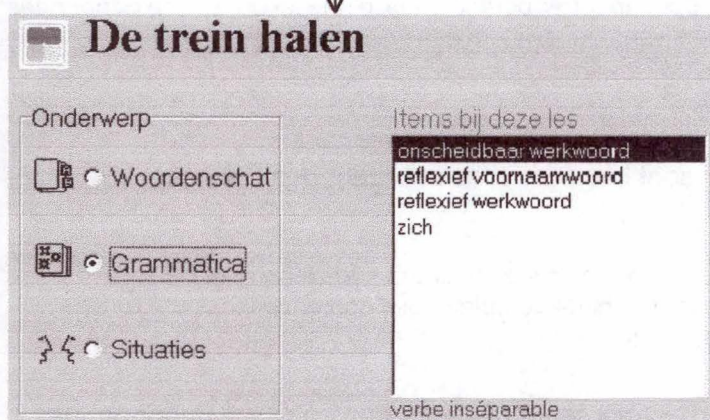 De trein halen
Onderwerp
Woordenschat
Grammatica
Situaties
Items bij deze les
onscheidbaar werkwoord
reflexief voornaamwoord
reflexief werkwoord
zich
verbe inséparable